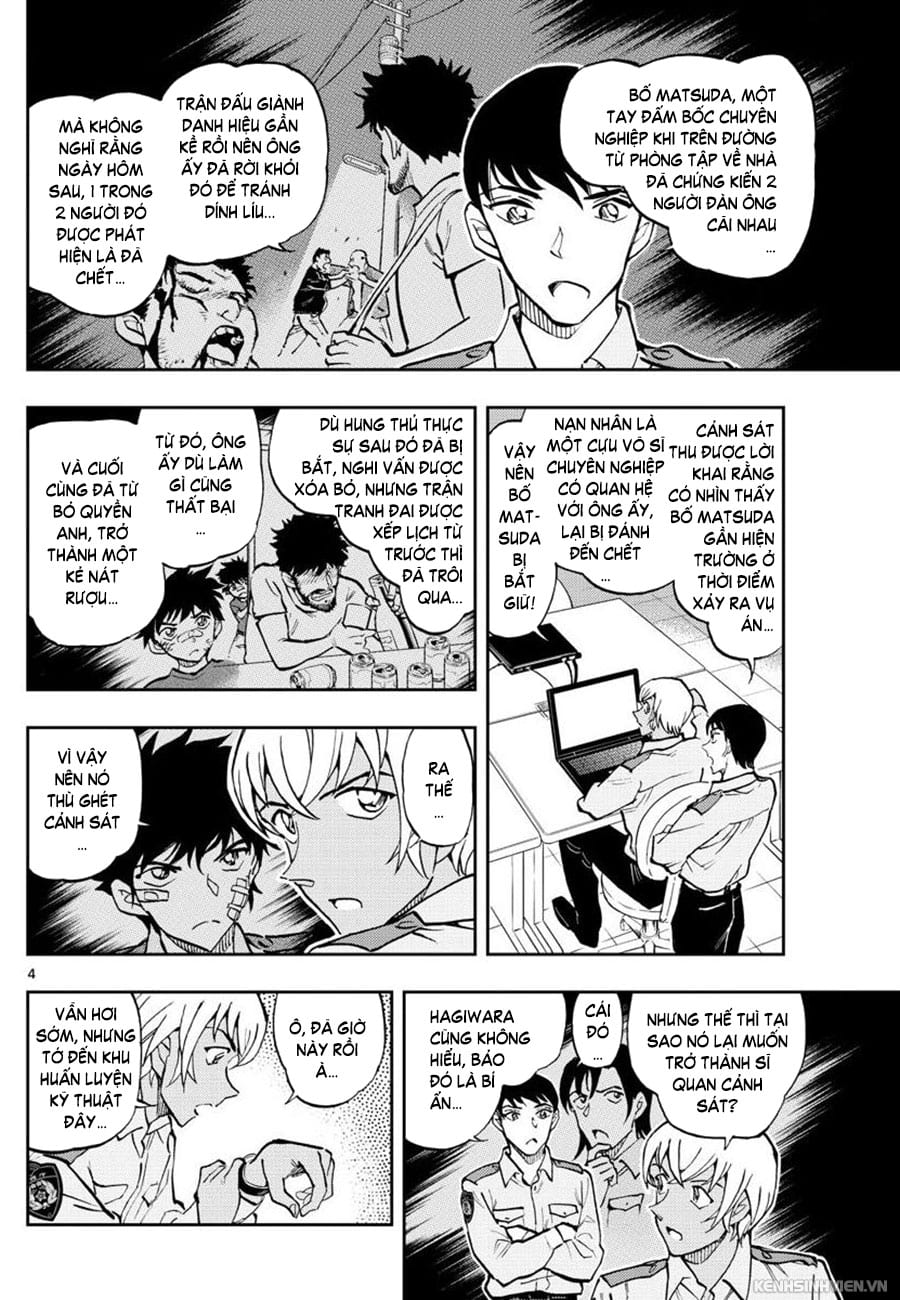 BỐ MATSUDA, MỘT
TAY ĐẤM BỐC CHUYÊN
NGHIỆP KHI TRÊN ĐƯỜNG
TỪ PHÒNG TẬP VỀ NHÀ
ĐÃ CHỨNG KIẾN 2
NGƯỜI ĐÀN ÔNG
CÃI NHAU
...
TRẬN ĐẤU GIÀNH
DANH HIỆU GẦN
KỀ RỒI NÊN ÔNG
ẤY ĐÃ RỜI KHỎI
ĐÓ ĐỂ TRÁNH
DÍNH LÍU...
MÀ KHÔNG
NGHĨ RẰNG
NGÀY HÔM
SAU, 1 TRONG
2 NGƯỜI ĐÓ
ĐƯỢC PHÁT
HIỆN LÀ ĐÃ
CHẾT...
CẢNH SÁT
THU ĐƯỢC LỜI
KHAI RẰNG
CÓ NHÌN THẤY
BỐ MATSUDA
GẦN HIỆN
TRƯỜNG Ở
THỜI ĐIỂM
XẢY RA VỤ
ÁN...
NẠN NHÂN LÀ
MỘT CỰU VÕ SĨ
CHUYÊN NGHIỆP
CÓ QUAN HỆ
VỚI ÔNG ẤY,
LẠI BỊ ĐÁNH
ĐẾN CHẾT
...
VẬY
NÊN BỐ
MAT-
SUDA
BỊ
BẮT
GIỮ!
DÙ HUNG THỦ THỰC
SỰ SAU ĐÓ ĐÃ BỊ
BẮT, NGHI VẤN ĐƯỢC
XÓA BỎ, NHƯNG TRẬN
TRANH ĐAI ĐƯỢC
XẾP LỊCH TỪ
TRƯỚC THÌ
ĐÃ TRÔI
QUA...
TỪ ĐÓ, ÔNG
ẤY DÙ LÀM
GÌ CŨNG
THẤT BẠI
...
VÀ CUỐI
CÙNG ĐÃ TỪ
BỎ QUYỀN
ANH, TRỞ
THÀNH MỘT
KẺ NÁT
RƯỢU...
RA
THẾ
...
VÌ VẬY
NÊN NÓ
THÙ GHÉT
CẢNH SÁT
...
4
NHƯNG THẾ THÌ TẠI
SAO NÓ LẠI MUỐN
TRỞ THÀNH SĨ
QUAN CẢNH
SÁT?
CÁI
ĐÓ
...
HAGIWARA
CŨNG KHÔNG
HIỂU, BẢO
ĐÓ LÀ BÍ
ẨN...
Ô, ĐÃ GIỜ
NÀY RỒI
À...
VẪN HƠI
SỚM, NHƯNG
TỚ ĐẾN KHU
HUẤN LUYỆN
KỸ THUẬT
ĐÂY...
KENHSINHVIEN.VN